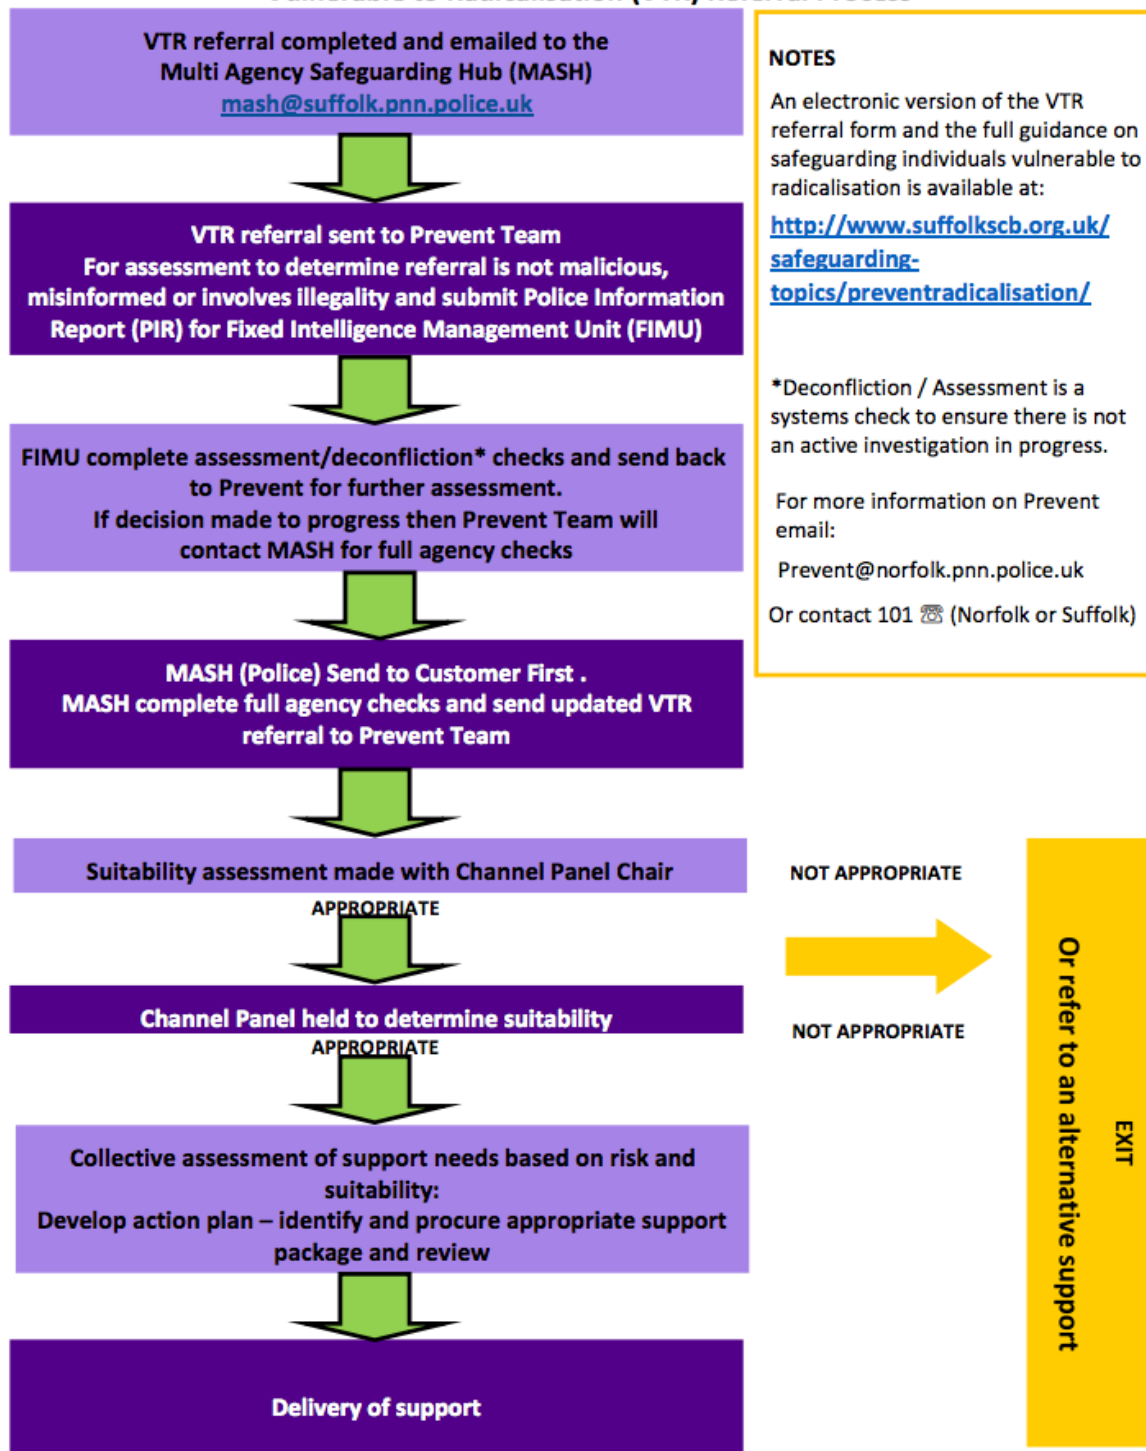 Vulnerable to Radicalisation (VTR) Referral Process
VTR referral completed and emailed to the
Multi Agency Safeguarding Hub (MASH)
mash@suffolk.pnn.police.uk
VTR referral sent to Prevent Team
For assessment to determine referral is not malicious,
misinformed or involves illegality and submit Police Information
Report (PIR) for Fixed Intelligence Management Unit (FIMU)
FIMU complete assessment/deconfliction* checks and send back
to Prevent for further assessment.
If decision made to progress then Prevent Team will
contact MASH for full agency checks
MASH (Police) Send to Customer First .
MASH complete full agency checks and send updated VTR
referral to Prevent Team
Suitability assessment made with Channel Panel Chair
APPROPRIATE
Channel Panel held to determine suitability
APPROPRIATE
Collective assessment of support needs based on risk and
suitability:
Develop action plan – identify and procure appropriate support
package and review
Delivery of support
NOTES
An electronic version of the VTR
referral form and the full guidance on
safeguarding individuals vulnerable to
radicalisation is available at:
http://www.suffolkscb.org.uk/
safeguarding-
topics/preventradicalisation/
*Deconfliction / Assessment is a
systems check to ensure there is not
an active investigation in progress.
For more information on Prevent
email:
Prevent@norfolk.pnn.police.uk
Or contact 101 ☏ (Norfolk or Suffolk)
NOT APPROPRIATE
NOT APPROPRIATE
EXIT
Or refer to an alternative support